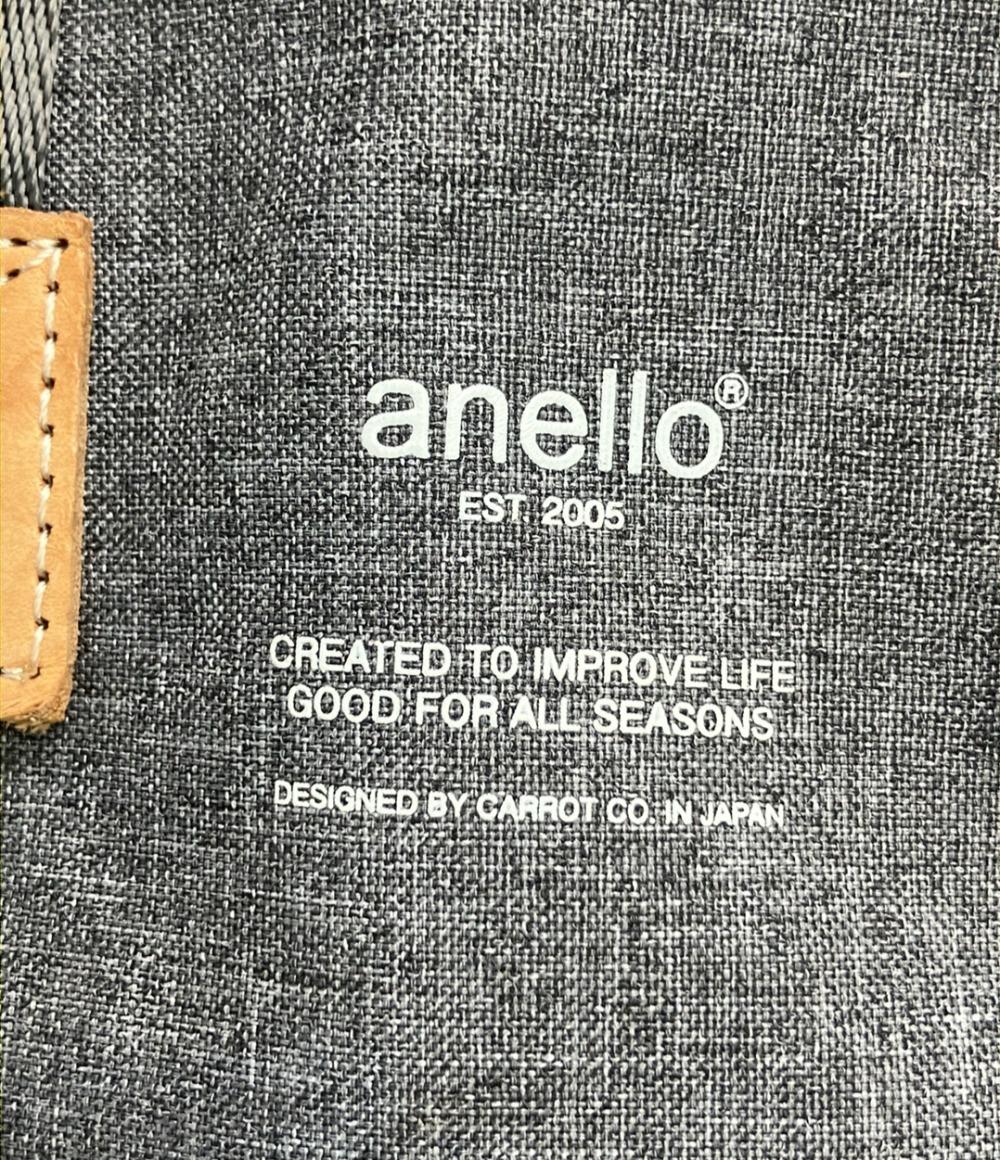 anello®
EST. 2005
CREATED TO IMPROVE LIFE
GOOD FOR ALL SEASONS
DESIGNED BY CARROT CO. IN JAPAN